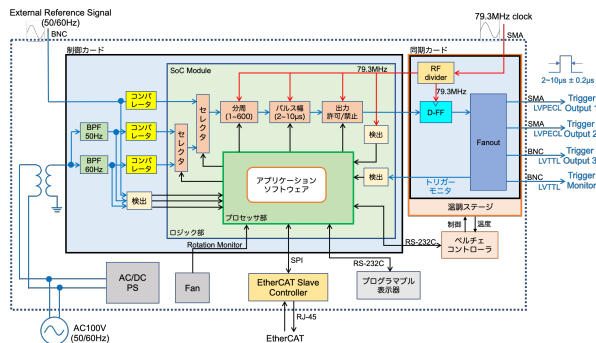 External Reference Signal
(50/60Hz)
BNC
79.3MHz clock
SMA
制御カード
SoC Module
79.3MHz
同期カード
RF
divider
79.3MHz
2~10μs ± 0.2μs
コンパ
レータ
セレクタ
分周
(1~600)
パルス幅
(2~10μs)
出力
許可/禁止
D-FF
Fanout
SMA
LVPECL
Trigger
Output 1
SMA
LVPECL
Trigger
Output 2
BNC
LVTTL
Trigger
Output 3
BNC
LVTTL
Trigger
Monitor
BPF
50Hz
コンパ
レータ
セレクタ
検出
BPF
60Hz
コンパ
レータ
検出
トリガー
モニタ
アプリケーション
ソフトウェア
検出
プロセッサ部
ロジック部
温調ステージ
制御
温度
RS-232C
ペルチェ
コントローラ
Rotation Monitor
SPI
RS-232C
AC/DC
PS
Fan
EtherCAT Slave
Controller
プログラマブル
表示器
RJ-45
AC100V
(50/60Hz)
EtherCAT